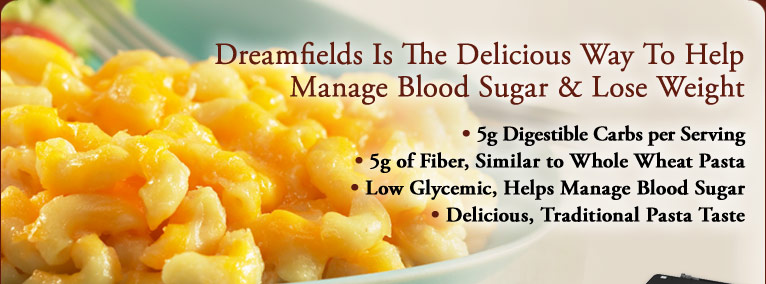 Dreamfields Is The Delicious Way To Help
Manage Blood Sugar & Lose Weight
• 5g Digestible Carbs per Serving
• 5g of Fiber, Similar to Whole Wheat Pasta
• Low Glycemic, Helps Manage Blood Sugar
• Delicious, Traditional Pasta Taste